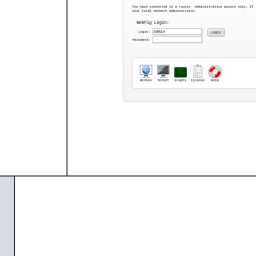 You have connected to a router. Administrative access only. If
your local network administrator.
WebFig Login:
Login: admin
Login
Password:
Winbox Telnet Graphs License Help